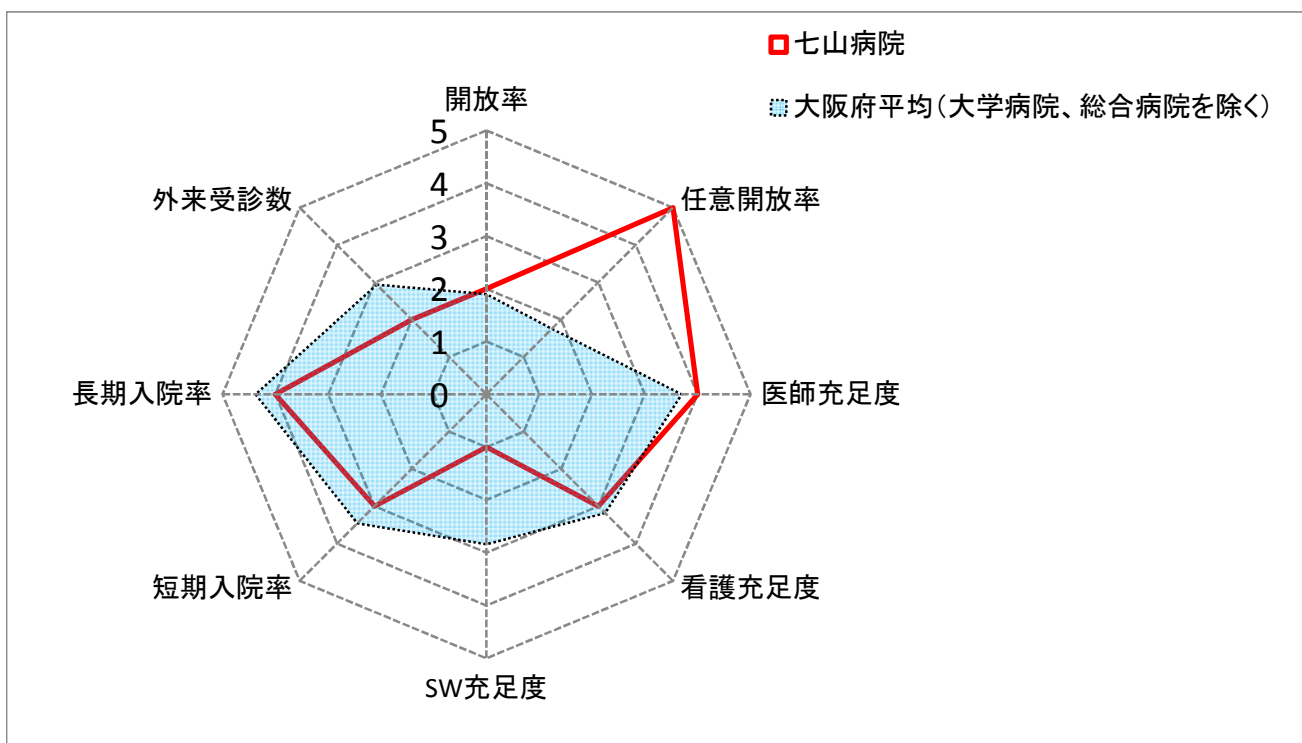 七山病院
大阪府平均(大学病院、総合病院を除く)
開放率
5
4
3
2
1
0
任意開放率
医師充足度
看護充足度
SW充足度
短期入院率
長期入院率
外来受診数